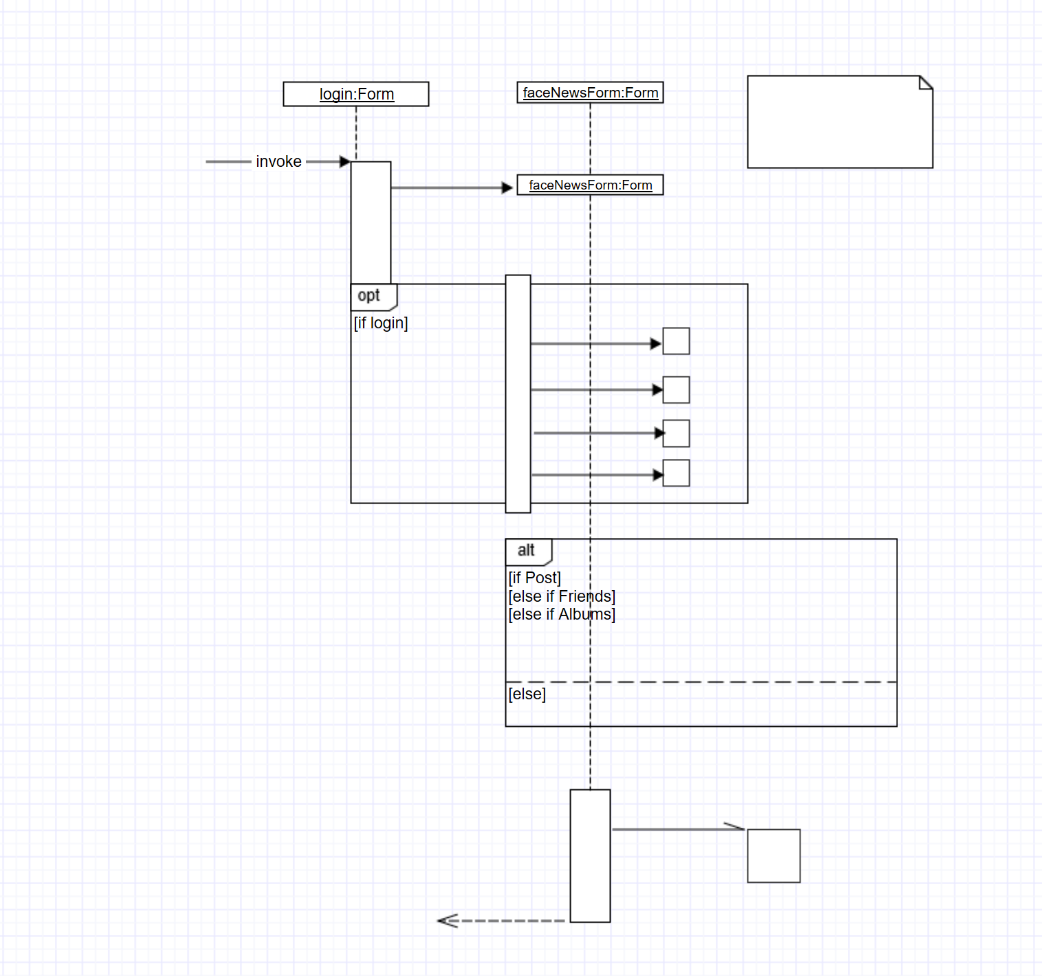 login:Form
faceNewsForm:Form
invoke
faceNewsForm:Form
opt
[if login]
alt
[if Post]
[else if Friends]
[else if Albums]
[else]